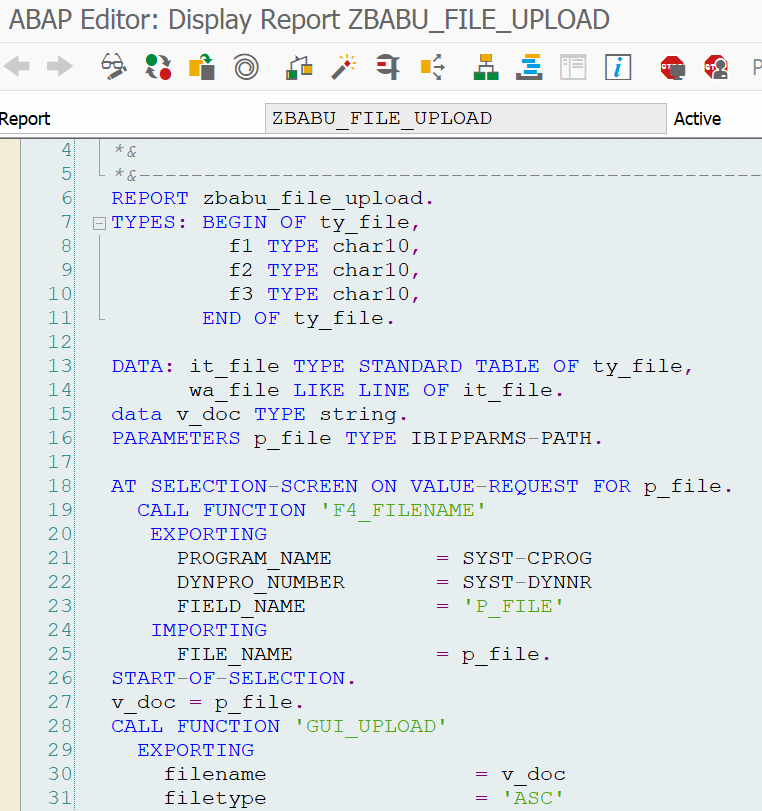 ABAP Editor: Display Report ZBABU_FILE_UPLOAD
Report ZBABU_FILE_UPLOAD Active
4 *&
5 *&------------------------------------------------
6 REPORT zbabu_file_upload.
7 TYPES: BEGIN OF ty_file,
8 f1 TYPE char10,
9 f2 TYPE char10,
10 f3 TYPE char10,
11 END OF ty_file.
12
13 DATA: it_file TYPE STANDARD TABLE OF ty_file,
14 wa_file LIKE LINE OF it_file.
15 data v_doc TYPE string.
16 PARAMETERS p_file TYPE IBIPPARMS-PATH.
17
18 AT SELECTION-SCREEN ON VALUE-REQUEST FOR p_file.
19 CALL FUNCTION 'F4_FILENAME'
20 EXPORTING
21 PROGRAM_NAME = SYST-CPROG
22 DYNPRO_NUMBER = SYST-DYNNR
23 FIELD_NAME = 'P_FILE'
24 IMPORTING
25 FILE_NAME = p_file.
26 START-OF-SELECTION.
27 v_doc = p_file.
28 CALL FUNCTION 'GUI_UPLOAD'
29 EXPORTING
30 filename = v_doc
31 filetype = 'ASC'